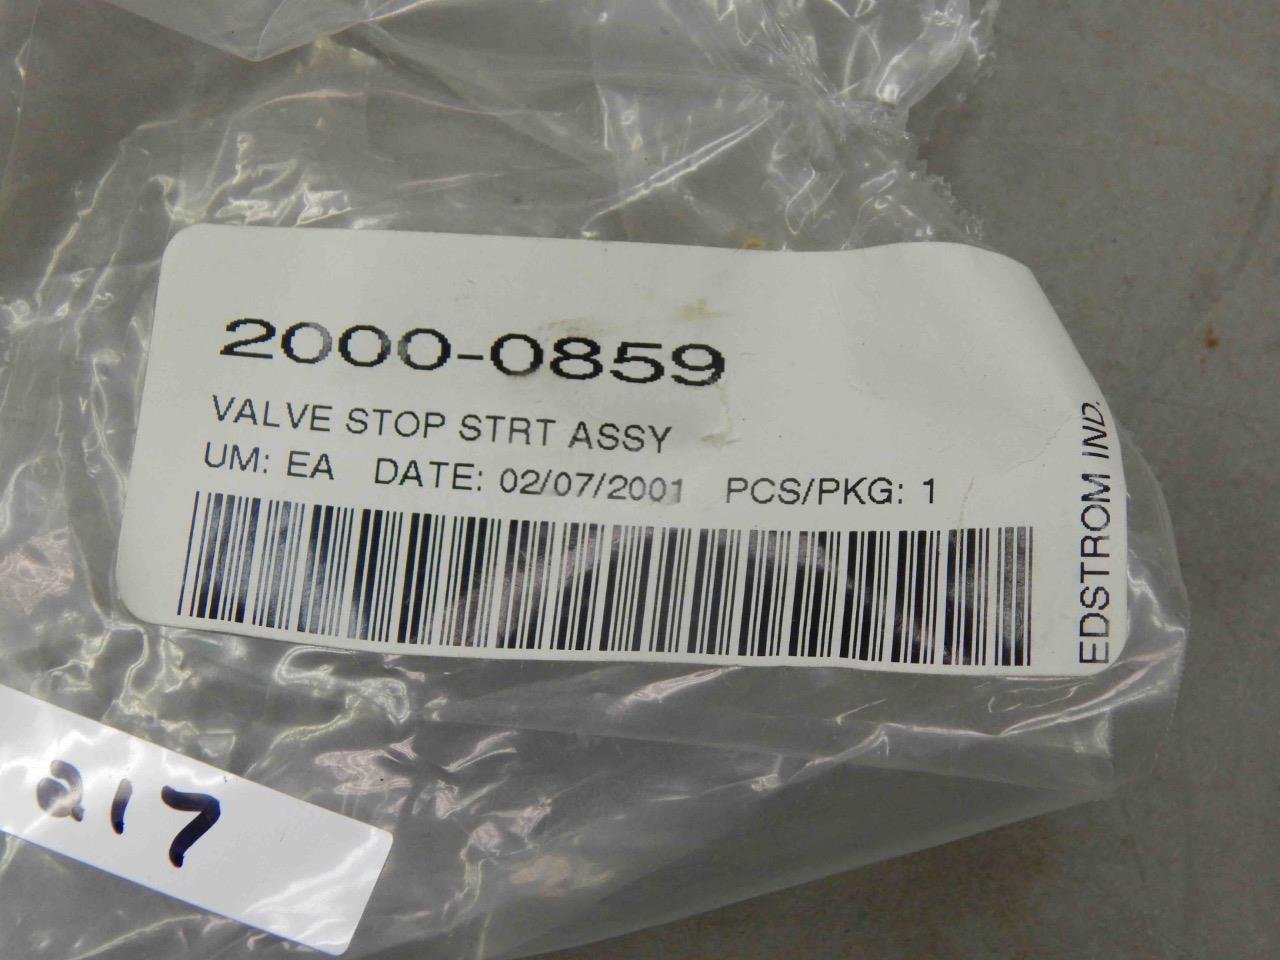 2000-0859
VALVE STOP STRT ASSY
UM: EA DATE: 02/07/2001 PCS/PKG: 1
EDSTROM IND.
217